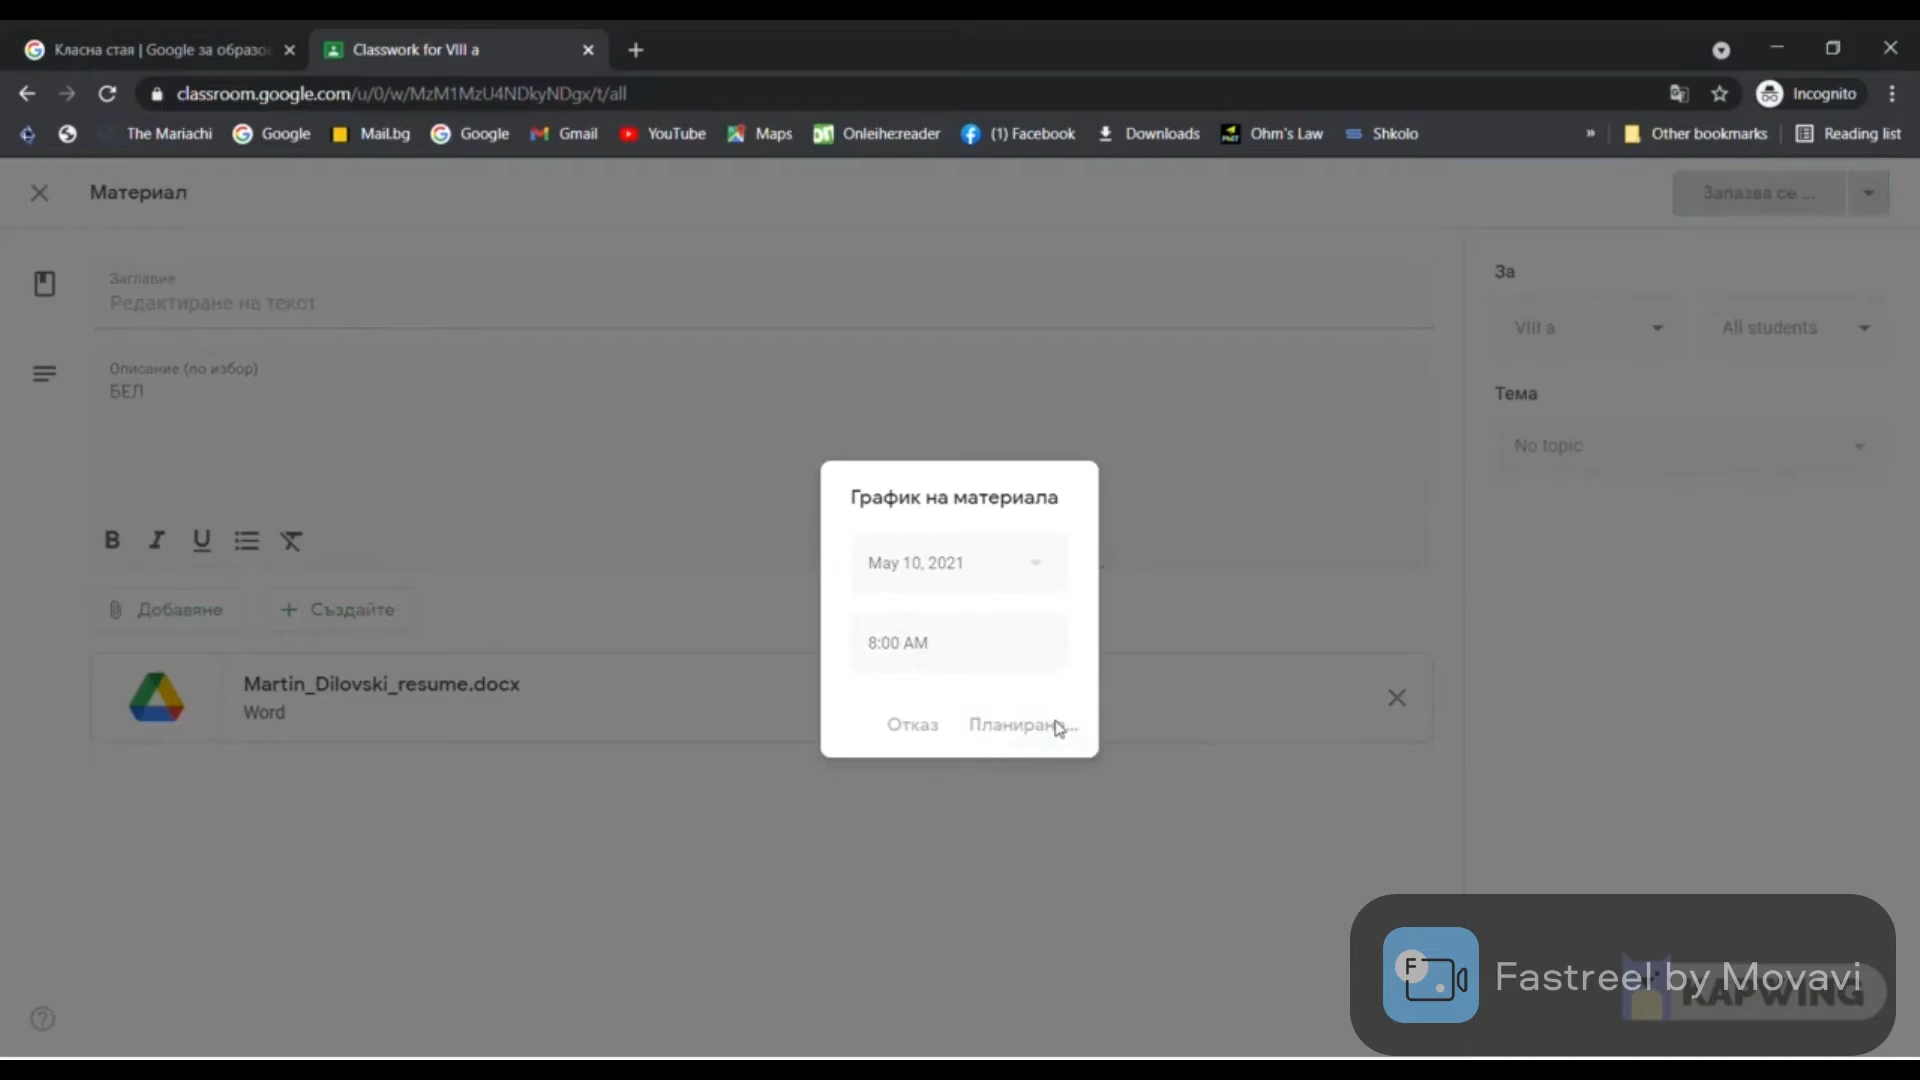 Класна стая | Google за образо
Classwork for VIII a
classroom.google.com/u/0/w/MzM1MzU4NDkyNDgx/t/all
Incognito
The Mariachi
Google
Mail.bg
Google
Gmail
YouTube
Maps
Onleihe:reader
(1) Facebook
Downloads
Ohm's Law
Shkolo
»
Other bookmarks
Reading list
Материал
Запазва се ...
Заглавие
Редактиране на текст
За
VIII a
All students
Описание (по избор)
БЕЛ
Тема
No topic
График на материала
May 10, 2021
8:00 AM
Отказ
Планиране...
B I U
Добавяне
Създайте
Martin_Dilovski_resume.docx
Word
Fastreel by Movavi
KAPWING